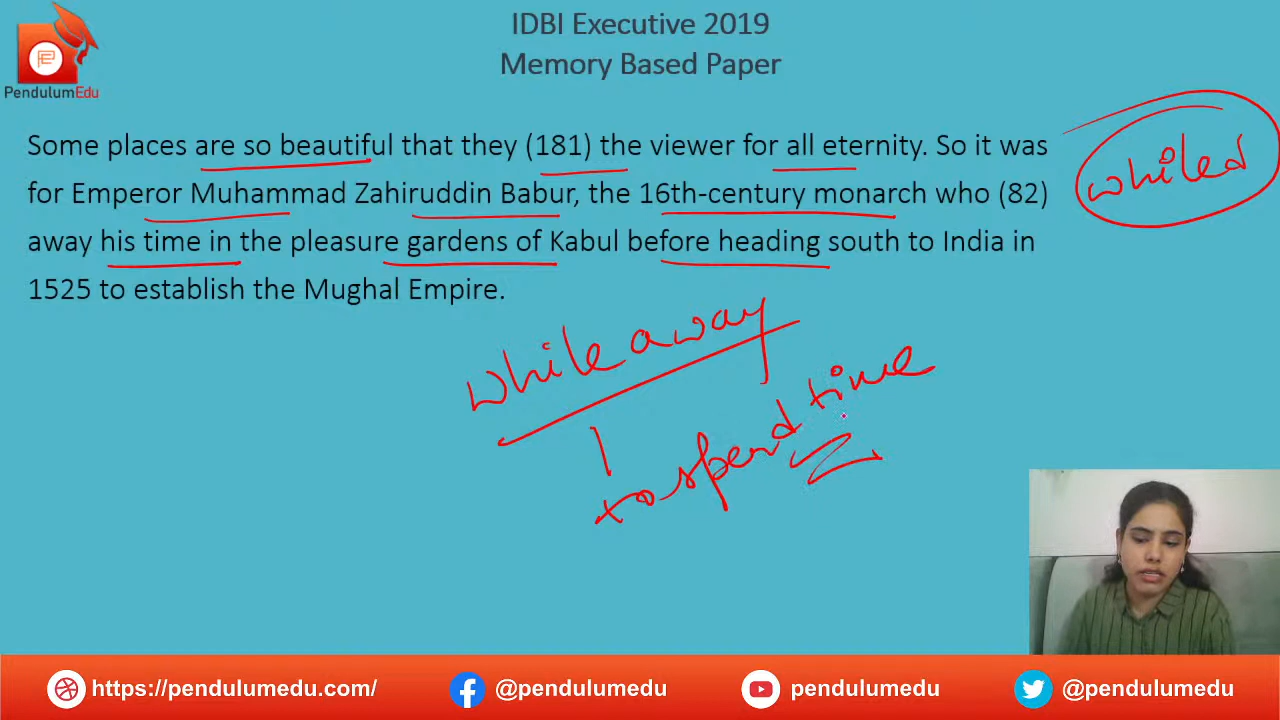 IDBI Executive 2019
Memory Based Paper
PendulumEdu
Some places are so beautiful that they (181) the viewer for all eternity. So it was
for Emperor Muhammad Zahiruddin Babur, the 16th-century monarch who (82)
away his time in the pleasure gardens of Kabul before heading south to India in
1525 to establish the Mughal Empire.
whiled
while away
to spend time
https://pendulumedu.com/
@pendulumedu
pendulumedu
@pendulumedu